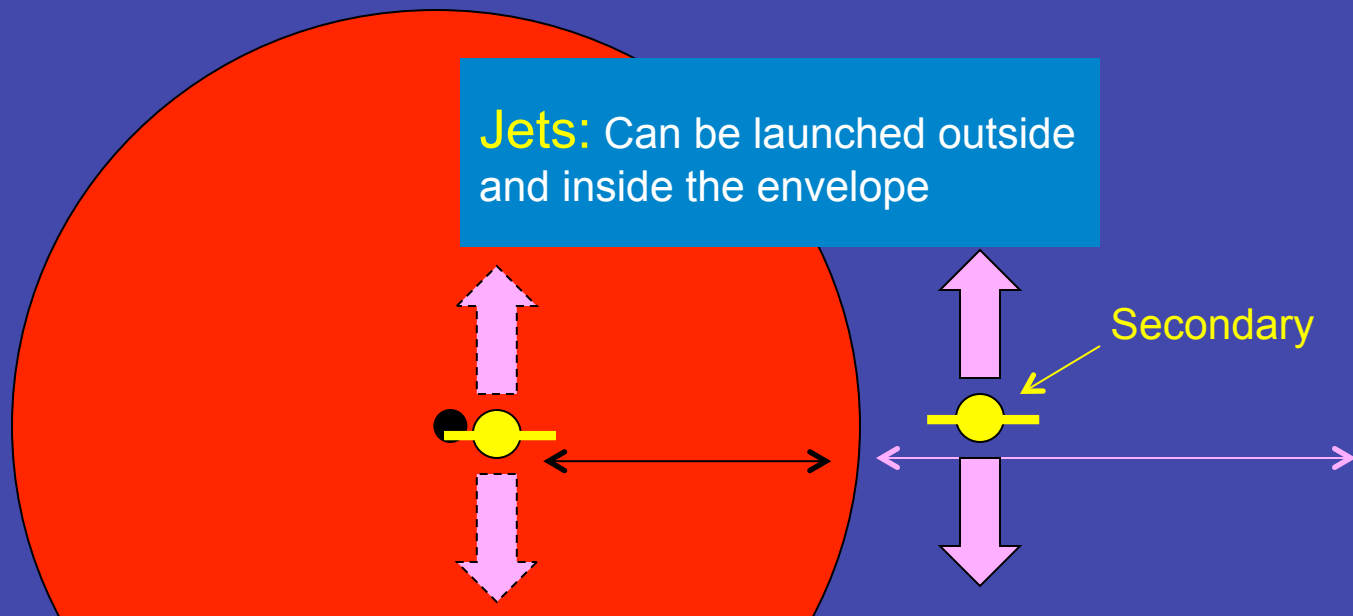 Jets: Can be launched outside
and inside the envelope
Secondary